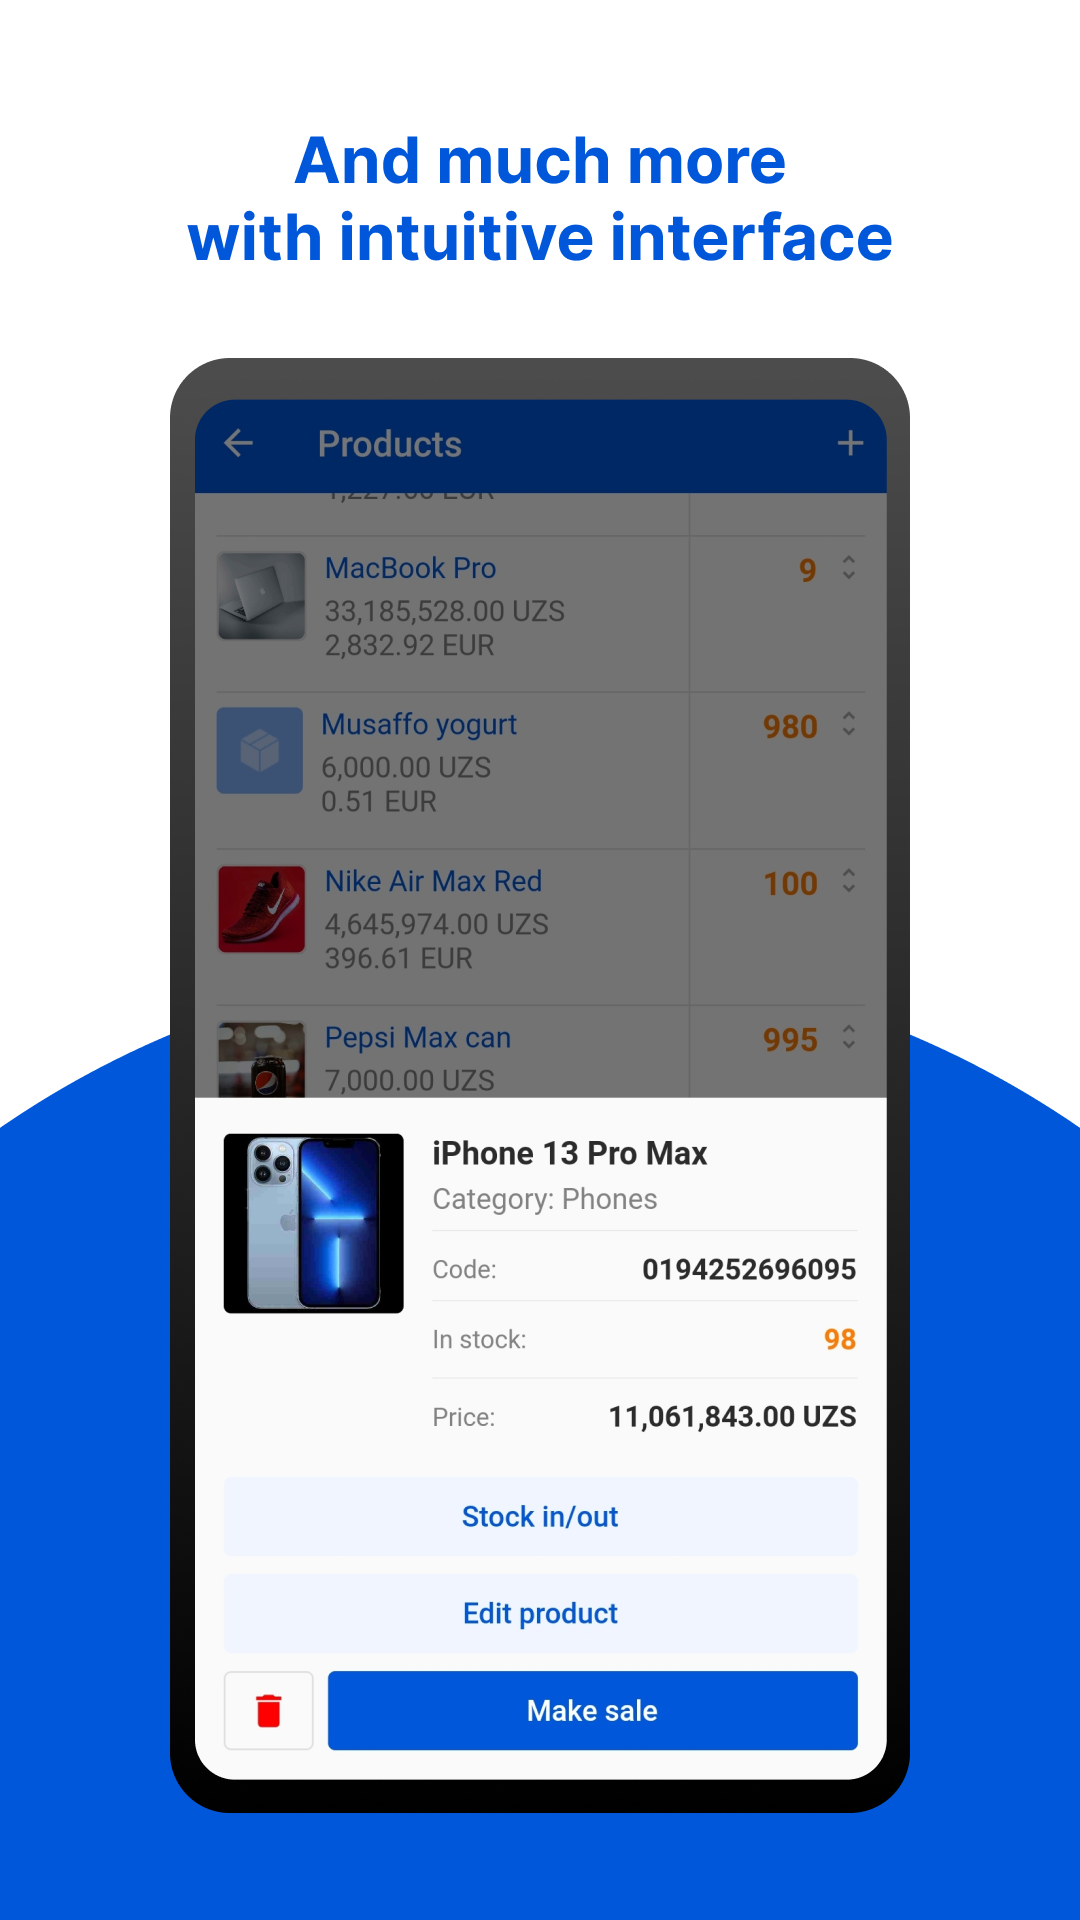 And much more
with intuitive interface
Products
MacBook Pro
9
33,185,528.00 UZS
2,832.92 EUR
Musaffo yogurt
980
6,000.00 UZS
0.51 EUR
Nike Air Max Red
100
4,645,974.00 UZS
396.61 EUR
Pepsi Max can
995
7,000.00 UZS
iPhone 13 Pro Max
Category: Phones
Code: 0194252696095
In stock: 98
Price: 11,061,843.00 UZS
Stock in/out
Edit product
Make sale